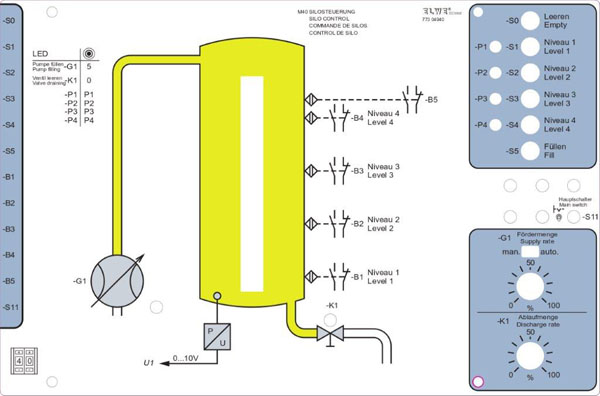 M40 SILOSTEUERUNG
SILO CONTROL
COMMANDE DE SILOS
CONTROL DE SILO
ELWE
773 04040
-S0
-S1
-S2
-S3
-S4
-S5
-B1
-B2
-B3
-B4
-B5
-S11
LED
Pumpe füllen
Pump filling
-G1 5
Ventil leeren
Valve draining
-K1 0
-P1 P1
-P2 P2
-P3 P3
-P4 P4
-B5
-B4 Niveau 4
Level 4
-B3 Niveau 3
Level 3
-B2 Niveau 2
Level 2
-B1 Niveau 1
Level 1
-G1
-K1
P
U
U1 0...10V
4 0
-S0 Leeren
Empty
-P1 -S1 Niveau 1
Level 1
-P2 -S2 Niveau 2
Level 2
-P3 -S3 Niveau 3
Level 3
-P4 -S4 Niveau 4
Level 4
-S5 Füllen
Fill
Hauptschalter
Main switch
-S11
-G1 Fördermenge
Supply rate
man. auto.
50
0 % 100
-K1 Ablaufmenge
Discharge rate
50
0 % 100